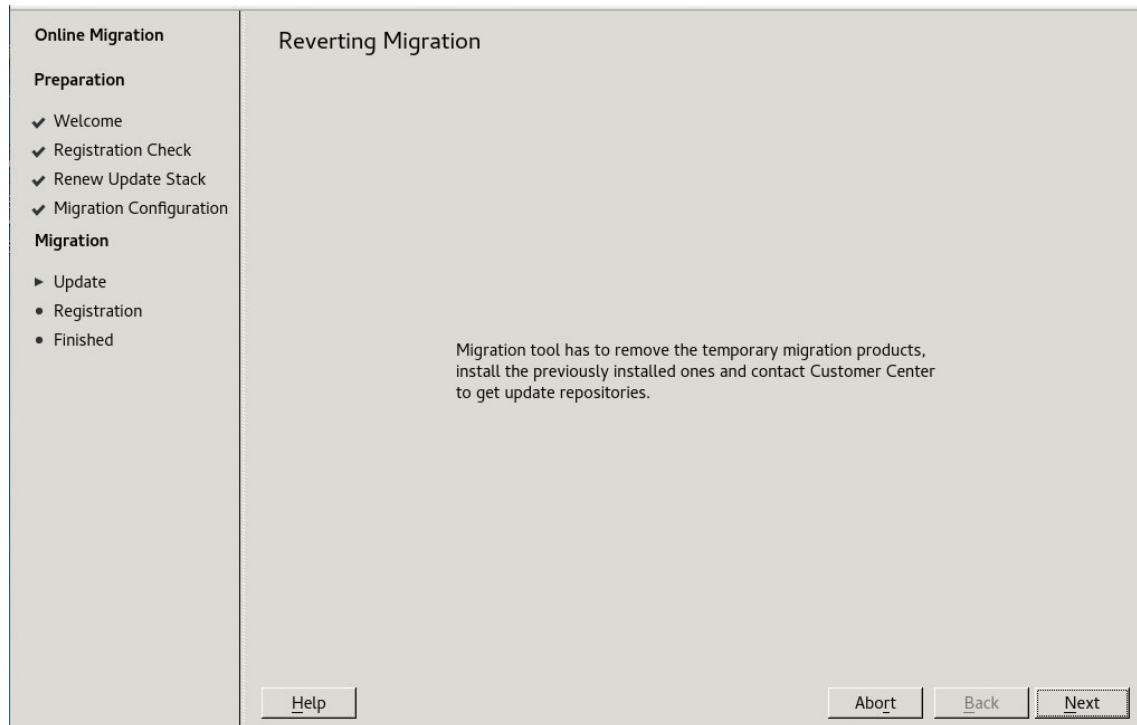 Online Migration
Preparation
Welcome
Registration Check
Renew Update Stack
Migration Configuration
Migration
Update
Registration
Finished
Reverting Migration
Migration tool has to remove the temporary migration products,
install the previously installed ones and contact Customer Center
to get update repositories.
Help
Abort
Back
Next